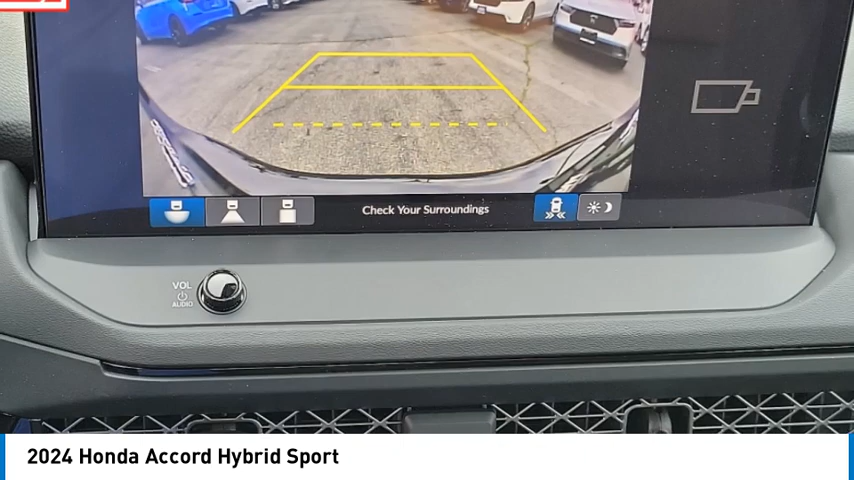 Check Your Surroundings
VOL
AUDIO
2024 Honda Accord Hybrid Sport